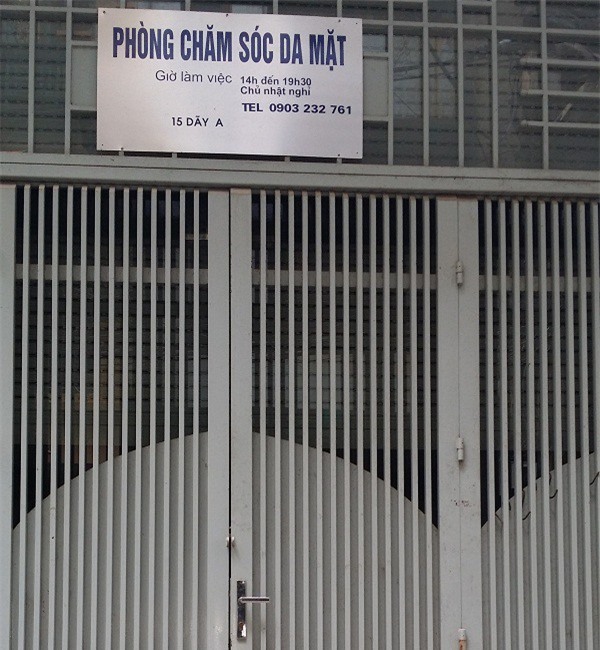 PHÒNG CHĂM SÓC DA MẶT
Giờ làm việc 14h đến 19h30
Chủ nhật nghỉ
TEL 0903 232 761
15 DÃY A